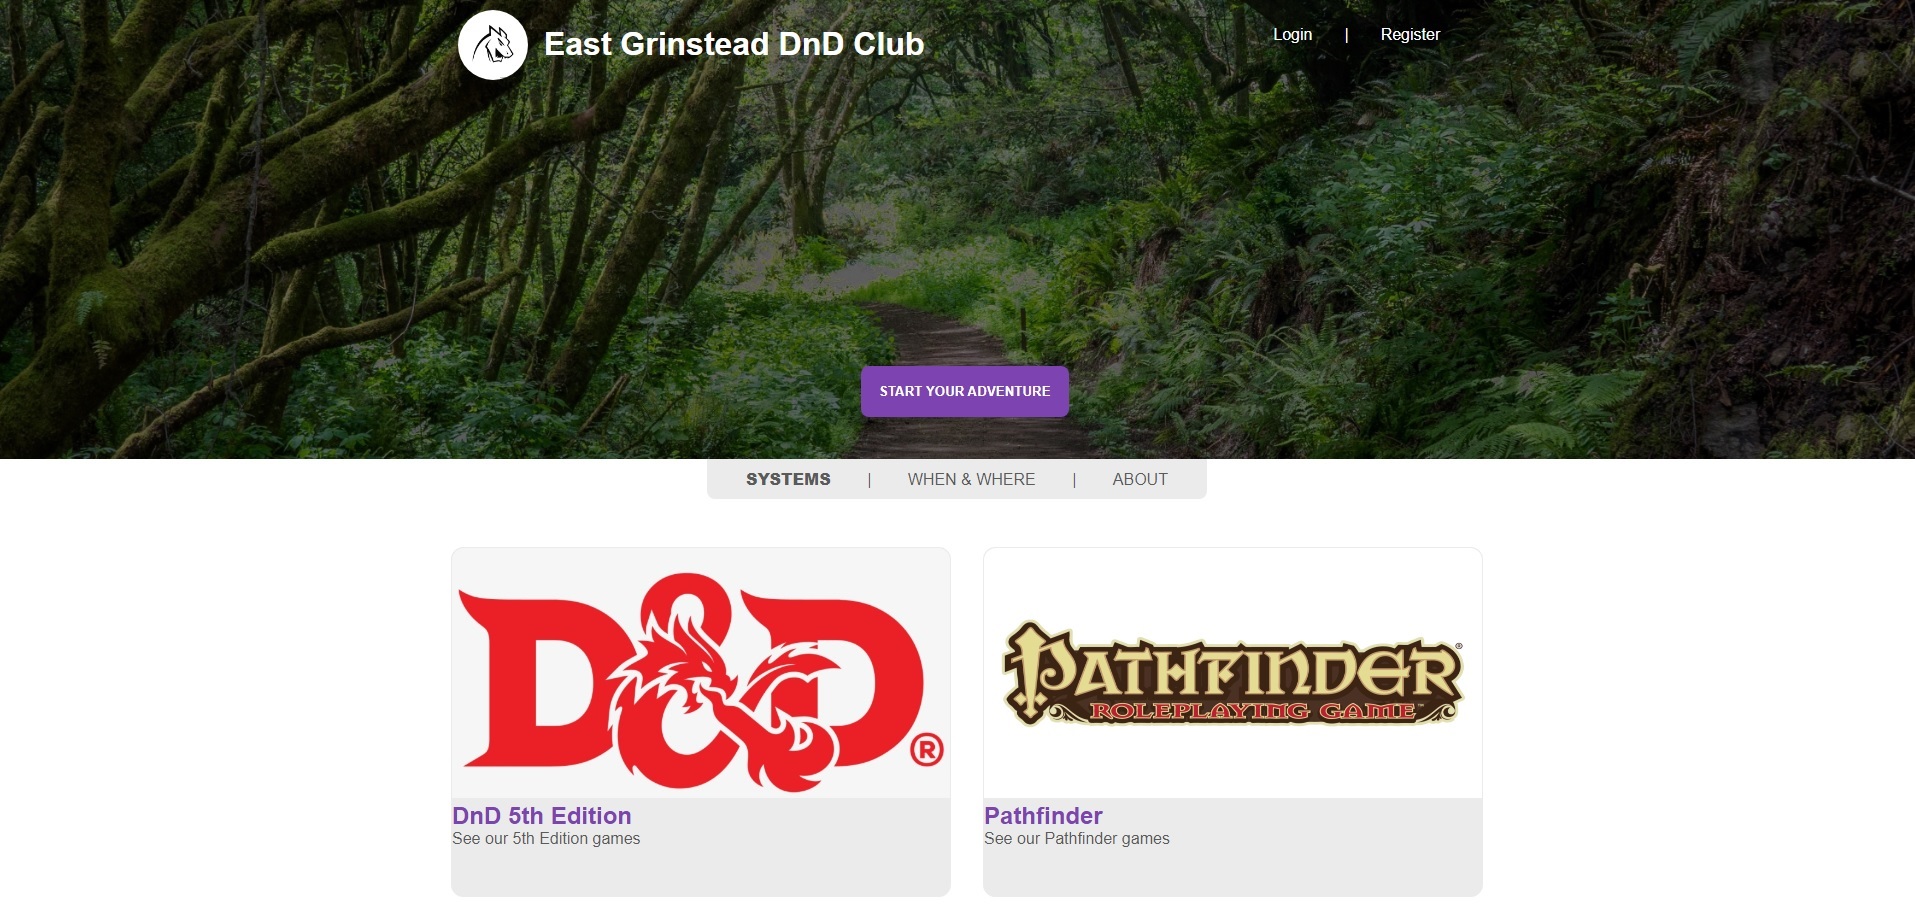 East Grinstead DnD Club
Login | Register
START YOUR ADVENTURE
SYSTEMS | WHEN & WHERE | ABOUT
D&D®
PATHFINDER®
ROLEPLAYING GAME™
DnD 5th Edition
See our 5th Edition games
Pathfinder
See our Pathfinder games